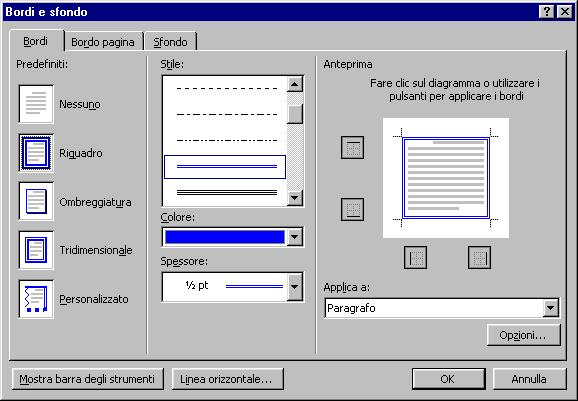 Bordi e sfondo
Bordi
Bordo pagina
Sfondo
Predefiniti:
Nessuno
Riquadro
Ombreggiatura
Tridimensionale
Personalizzato
Stile:
Colore:
Spessore:
½ pt
Anteprima
Fare clic sul diagramma o utilizzare i
pulsanti per applicare i bordi
Applica a:
Paragrafo
Opzioni...
Mostra barra degli strumenti
Linea orizzontale...
OK
Annulla